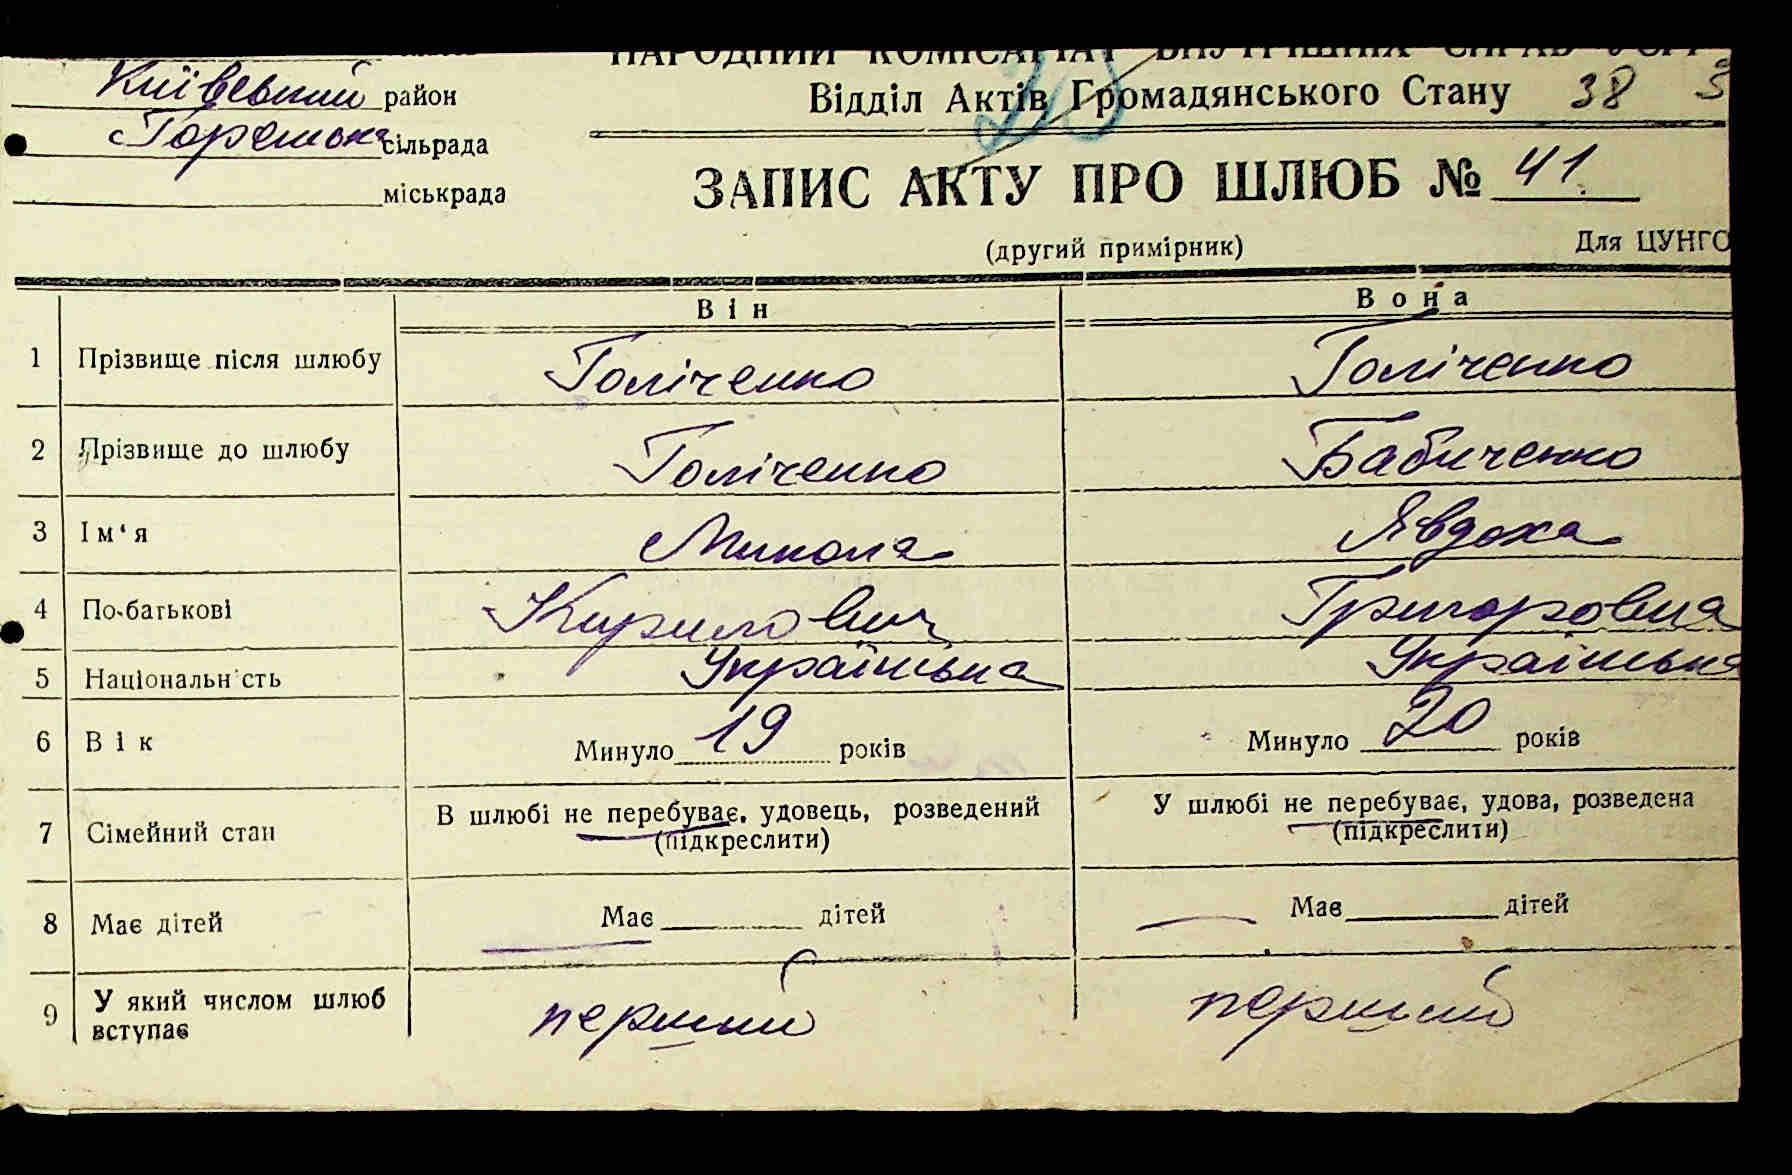 НАРОДНИЙ КОМІСАРІАТ ВНУТРІШНІХ СПРАВ УСРР
Київський район
Відділ Актів Громадянського Стану 38
сільрада
ЗАПИС АКТУ ПРО ШЛЮБ № 41.
міськрада
(другий примірник) Для ЦУНГО
Він Вона
1 Прізвище після шлюбу Голіченко Голіченко
2 Прізвище до шлюбу Голіченко Бабиченко
3 Ім‘я Микола Явдоха
4 По-батькові Кирилович Григоровна
5 Національність Українська Українська
6 Вік Минуло 19 років Минуло 20 років
7 Сімейний стан В шлюбі не перебуває, удовець, розведений У шлюбі не перебуває, удова, розведена
(підкреслити) (підкреслити)
8 Має дітей Має дітей Має дітей
9 У який числом шлюб вступає перший перший